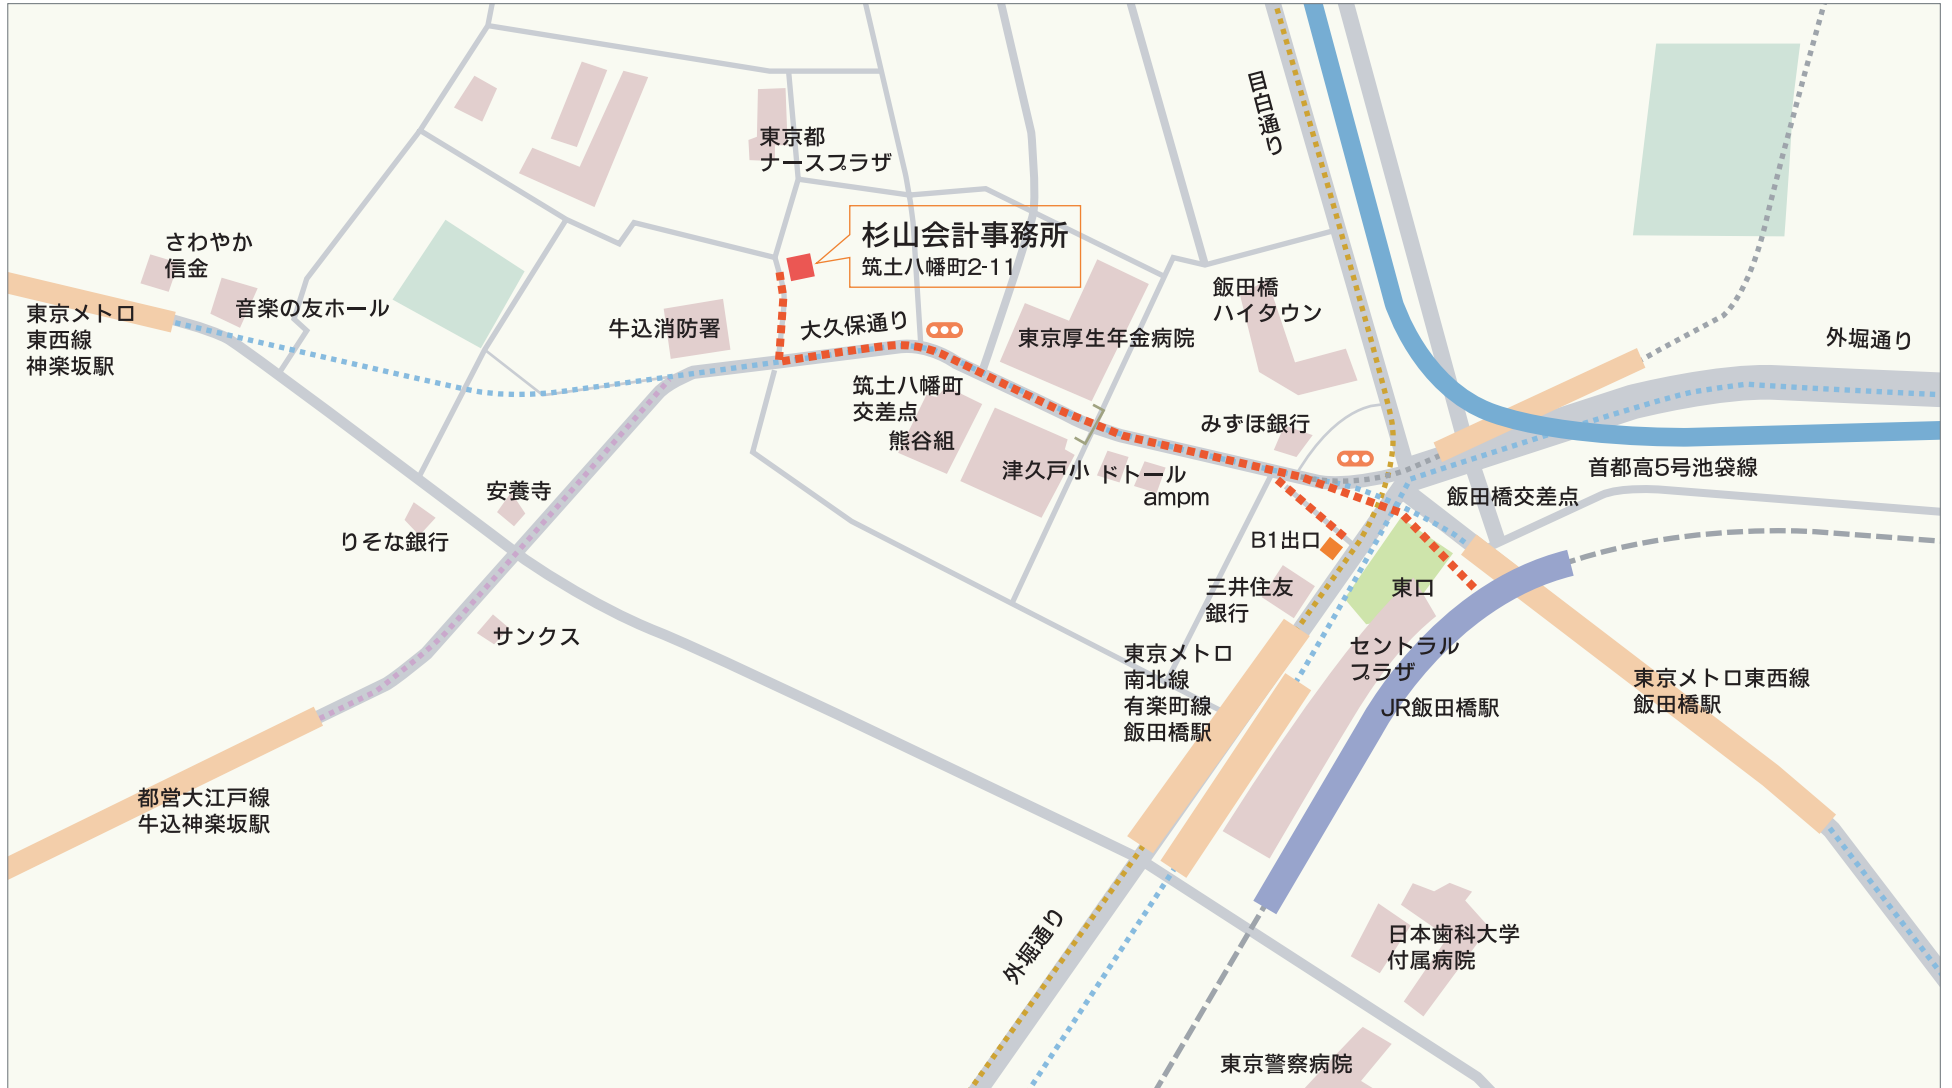 目白通り
東京都
ナースプラザ
杉山会計事務所
筑土八幡町2-11
さわやか
信金
音楽の友ホール
東京メトロ
東西線
神楽坂駅
牛込消防署
大久保通り
東京厚生年金病院
飯田橋
ハイタウン
外堀通り
筑土八幡町
交差点
熊谷組
みずほ銀行
津久戸小
ドトール
ampm
首都高5号池袋線
飯田橋交差点
安養寺
りそな銀行
B1出口
三井住友
銀行
東口
サンクス
セントラル
プラザ
東京メトロ
南北線
有楽町線
飯田橋駅
JR飯田橋駅
東京メトロ東西線
飯田橋駅
都営大江戸線
牛込神楽坂駅
外堀通り
日本歯科大学
付属病院
東京警察病院